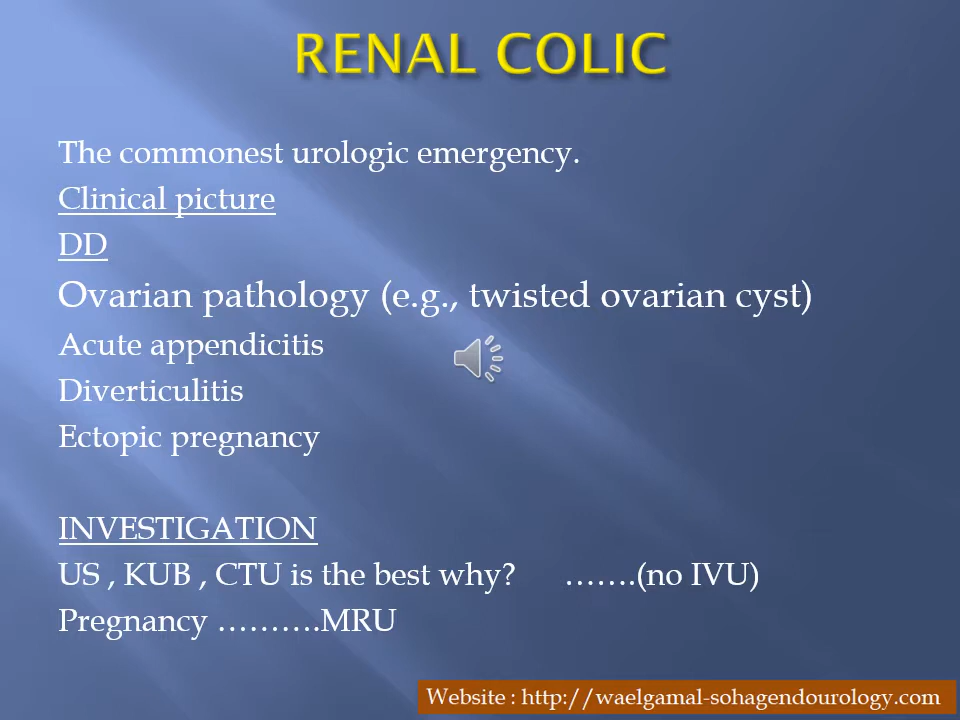 RENAL COLIC
The commonest urologic emergency.
Clinical picture
DD
Ovarian pathology (e.g., twisted ovarian cyst)
Acute appendicitis
Diverticulitis
Ectopic pregnancy
INVESTIGATION
US , KUB , CTU is the best why? …….(no IVU)
Pregnancy ……….MRU
Website : http://waelgamal-sohagendourology.com